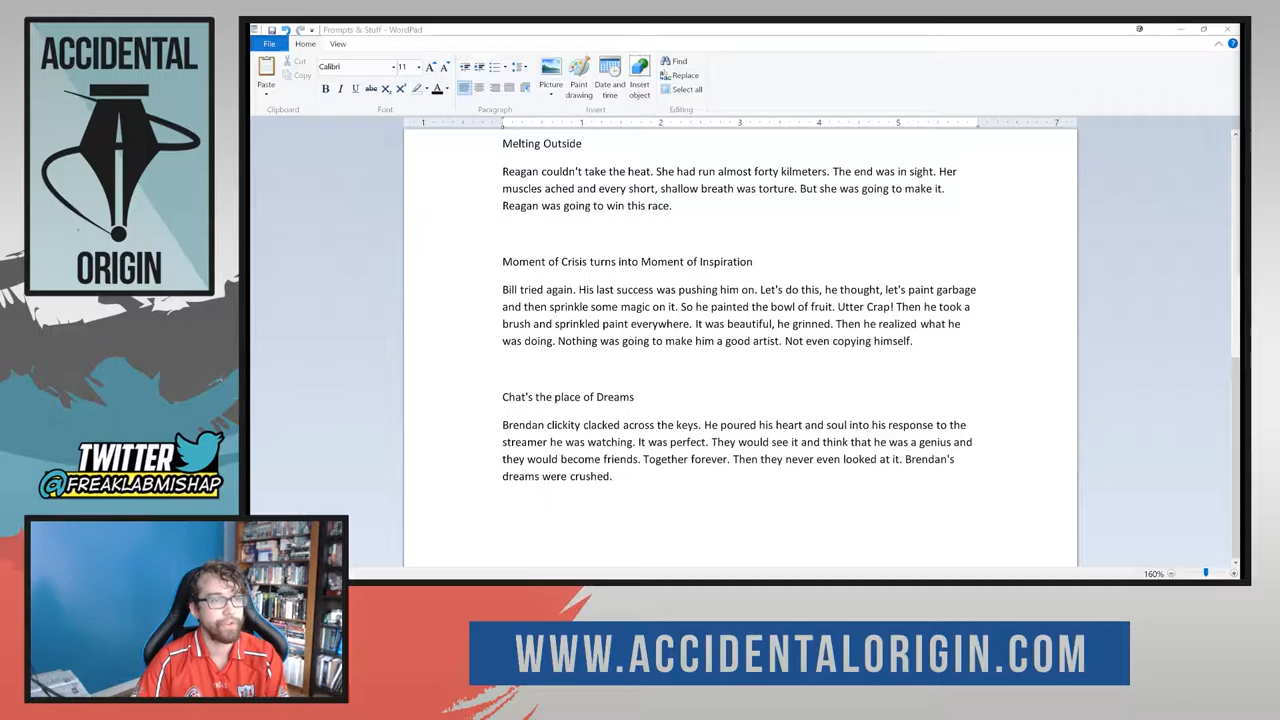 ACCIDENTAL
ORIGIN
Prompts & Stuff - WordPad
File
Home
View
Paste
Cut
Copy
Clipboard
Calibri
11
B I U abc X₂ X² A
Font
Paragraph
Picture
Paint drawing
Date and time
Insert object
Insert
Find
Replace
Select all
Editing
1 1 2 3 4 5 7
Melting Outside
Reagan couldn't take the heat. She had run almost forty kilmeters. The end was in sight. Her
muscles ached and every short, shallow breath was torture. But she was going to make it.
Reagan was going to win this race.
Moment of Crisis turns into Moment of Inspiration
Bill tried again. His last success was pushing him on. Let's do this, he thought, let's paint garbage
and then sprinkle some magic on it. So he painted the bowl of fruit. Utter Crap! Then he took a
brush and sprinkled paint everywhere. It was beautiful, he grinned. Then he realized what he
was doing. Nothing was going to make him a good artist. Not even copying himself.
Chat's the place of Dreams
Brendan clickity clacked across the keys. He poured his heart and soul into his response to the
streamer he was watching. It was perfect. They would see it and think that he was a genius and
they would become friends. Together forever. Then they never even looked at it. Brendan's
dreams were crushed.
160%
TWITTER
@FREAKLABMISHAP
WWW.ACCIDENTALORIGIN.COM